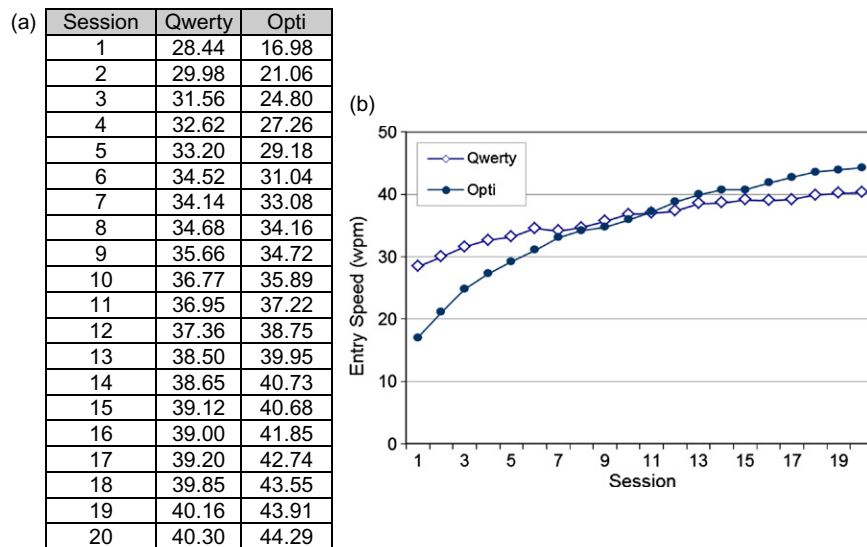 (a)
Session Qwerty Opti
1 28.44 16.98
2 29.98 21.06
3 31.56 24.80
4 32.62 27.26
5 33.20 29.18
6 34.52 31.04
7 34.14 33.08
8 34.68 34.16
9 35.66 34.72
10 36.77 35.89
11 36.95 37.22
12 37.36 38.75
13 38.50 39.95
14 38.65 40.73
15 39.12 40.68
16 39.00 41.85
17 39.20 42.74
18 39.85 43.55
19 40.16 43.91
20 40.30 44.29
(b)
Entry Speed (wpm)
50
40
30
20
10
0
Qwerty
Opti
1 3 5 7 9 11 13 15 17 19
Session